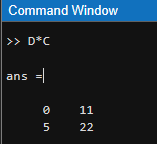 Command Window
>> D*C
ans =
0 11
5 22